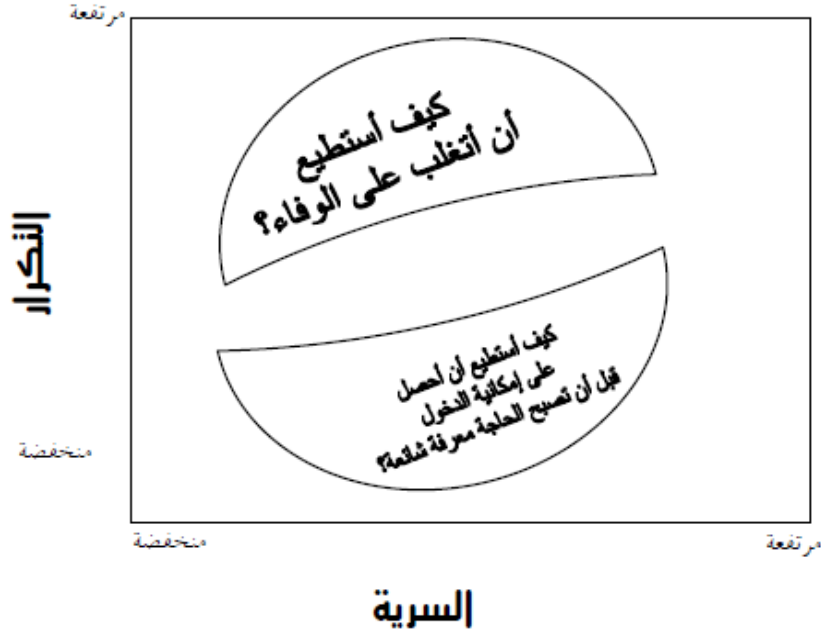 مرتفعة
كيف أستطيع
أن أتغلب على الوفاء؟
التكرار
كيف أستطيع أن أحصل
على إمكانية الدخول
قبل أن تصبح الحاجة معرفة شائعة؟
منخفضة
منخفضة
مرتفعة
السرية